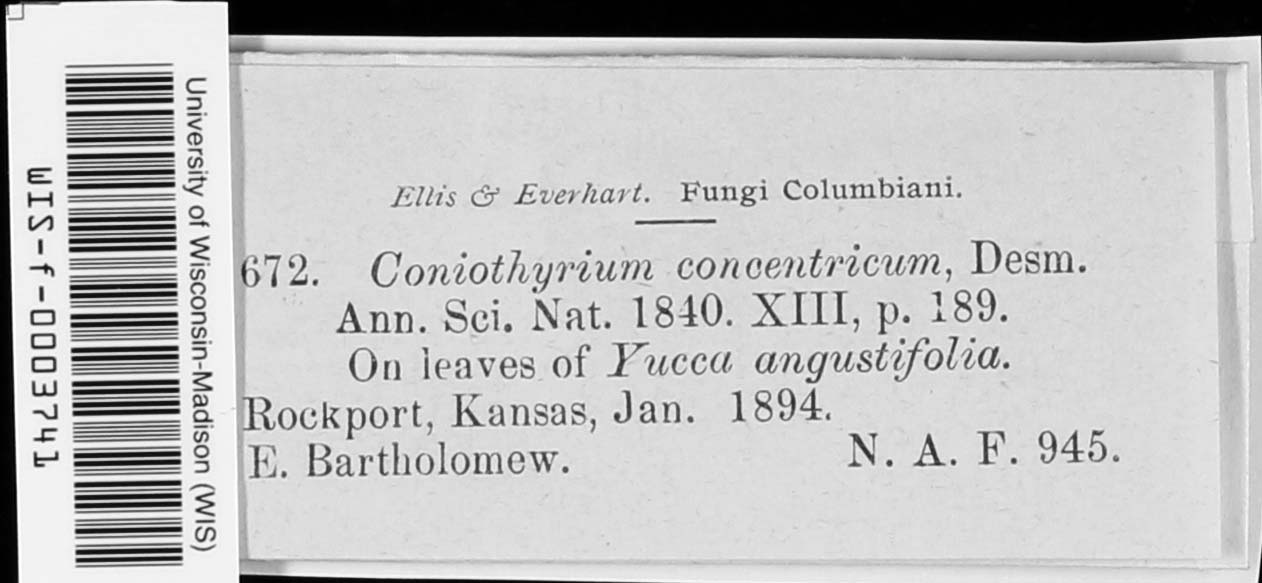 University of Wisconsin-Madison (WIS)
WIS-f-0003741
Ellis & Everhart. Fungi Columbiani.
672. Coniothyrium concentricum, Desm.
Ann. Sci. Nat. 1840. XIII, p. 189.
On leaves of Yucca angustifolia.
Rockport, Kansas, Jan. 1894.
E. Bartholomew. N. A. F. 945.